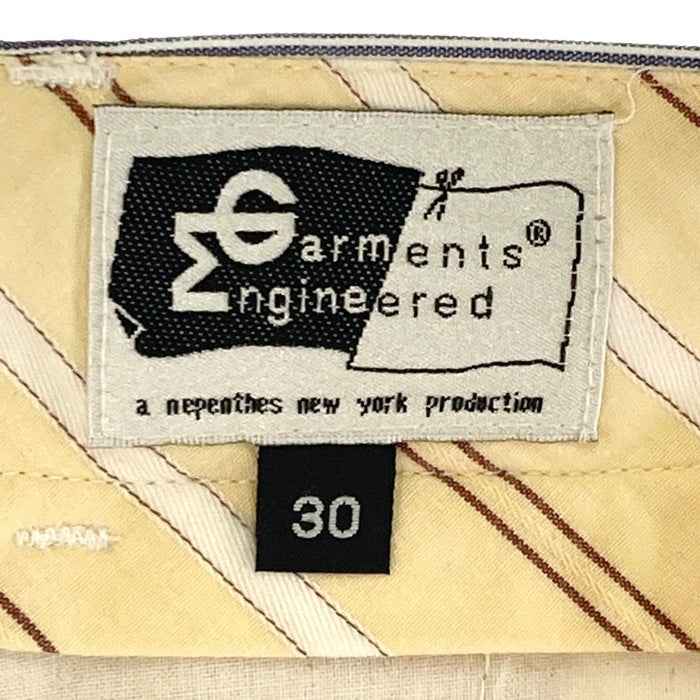 Garments®
Engineered
a nepenthes new york production
30